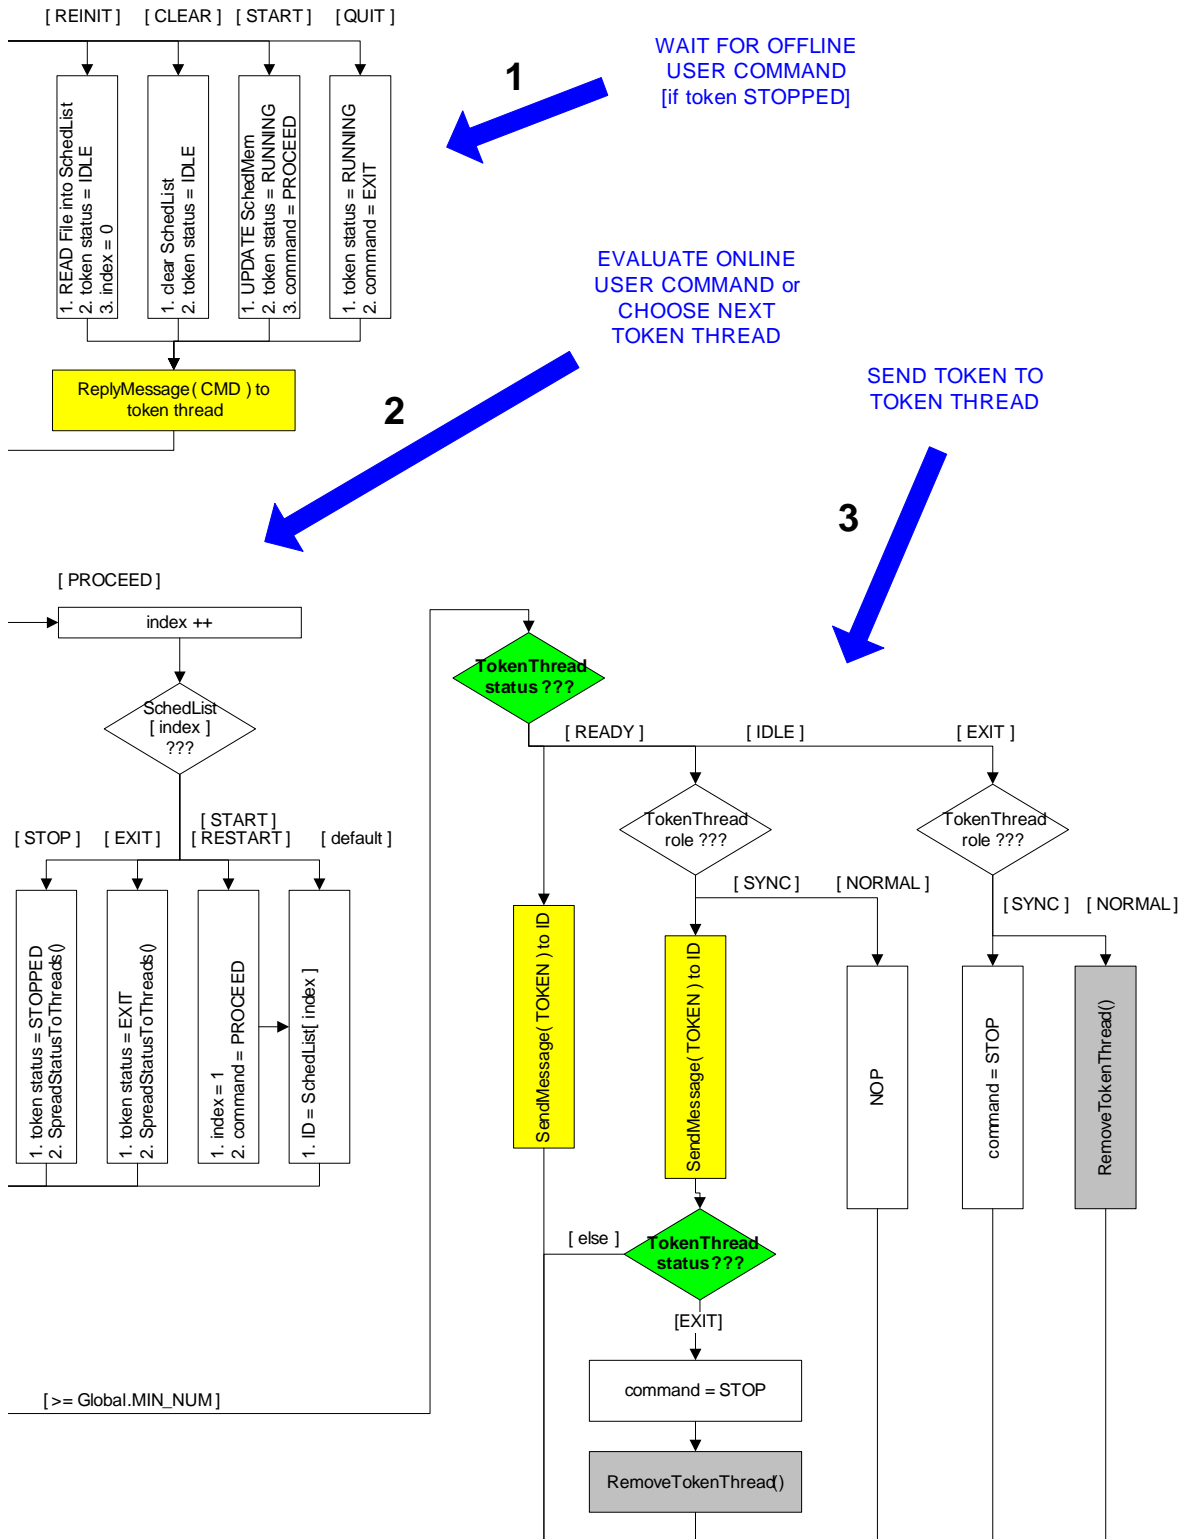 [ REINIT ]
[ CLEAR ]
[ START ]
[ QUIT ]
1. READ File into SchedList
2. token status = IDLE
3. index = 0
1. clear SchedList
2. token status = IDLE
1. UPDATE SchedMem
2. token status = RUNNING
3. command = PROCEED
1. token status = RUNNING
2. command = EXIT
ReplyMessage ( CMD ) to
token thread
1
WAIT FOR OFFLINE
USER COMMAND
[if token STOPPED]
2
EVALUATE ONLINE
USER COMMAND or
CHOOSE NEXT
TOKEN THREAD
3
SEND TOKEN TO
TOKEN THREAD
[ PROCEED ]
index ++
SchedList
[ index ]
???
[ STOP ]
[ EXIT ]
[ START ]
[ RESTART ]
[ default ]
1. token status = STOPPED
2. SpreadStatusToThreads()
1. token status = EXIT
2. SpreadStatusToThreads()
1. index = 1
2. command = PROCEED
1. ID = SchedList[ index ]
[ >= Global.MIN_NUM ]
TokenThread
status ???
[ READY ]
[ IDLE ]
[ EXIT ]
TokenThread
role ???
TokenThread
role ???
[ SYNC ]
[ NORMAL ]
[ SYNC ]
[ NORMAL ]
SendMessage( TOKEN ) to ID
SendMessage( TOKEN ) to ID
NOP
command = STOP
RemoveTokenThread()
[ else ]
TokenThread
status ???
[EXIT]
command = STOP
RemoveTokenThread()